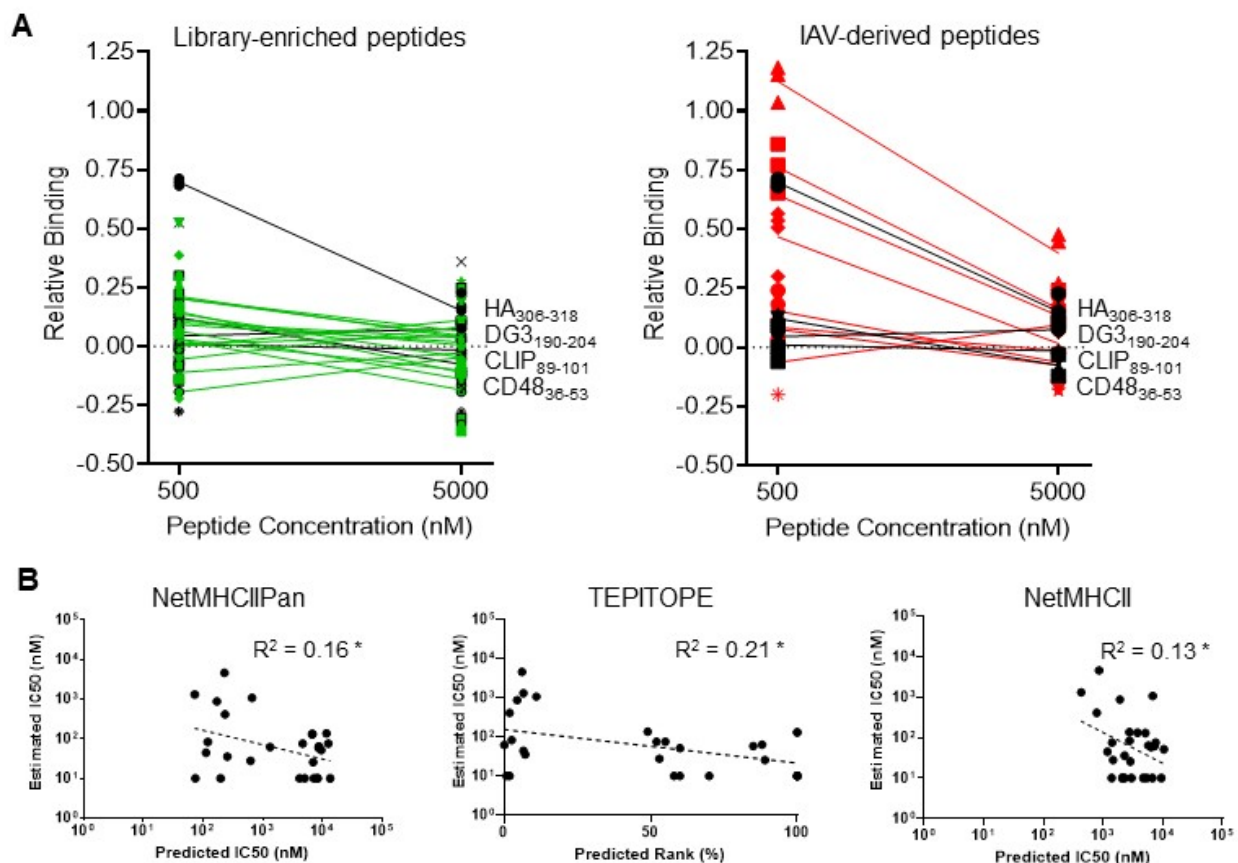 A
Library-enriched peptides
IAV-derived peptides
Relative Binding
1.25
1.00
0.75
0.50
0.25
0.00
-0.25
-0.50
500
5000
Peptide Concentration (nM)
HA306-318
DG3190-204
CLIP89-101
CD4836-53
Relative Binding
1.25
1.00
0.75
0.50
0.25
0.00
-0.25
-0.50
500
5000
Peptide Concentration (nM)
HA306-318
DG3190-204
CLIP89-101
CD4836-53
B
NetMHCIIPan
R2 = 0.16 *
Estimated IC50 (nM)
105
104
103
102
101
100
100
101
102
103
104
105
Predicted IC50 (nM)
TEPITOPE
R2 = 0.21 *
Estimated IC50 (nM)
105
104
103
102
101
100
0
50
100
Predicted Rank (%)
NetMHCII
R2 = 0.13 *
Estimated IC50 (nM)
105
104
103
102
101
100
100
101
102
103
104
105
Predicted IC50 (nM)